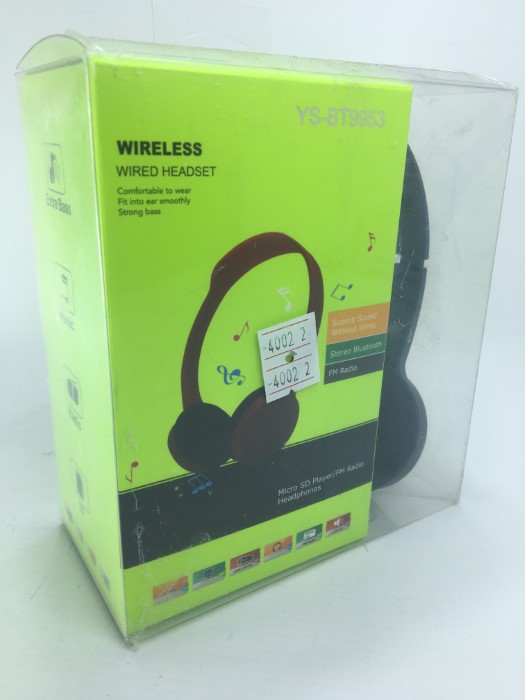 YS-BT9953
WIRELESS
WIRED HEADSET
Comfortable to wear
Fit into ear smoothly
Strong bass
Extra Bass
Superb Sound
Without Wires
Stereo Bluetooth
FM Radio
-4002 2
-4002 2
Micro SD Player/FM Radio
Headphones